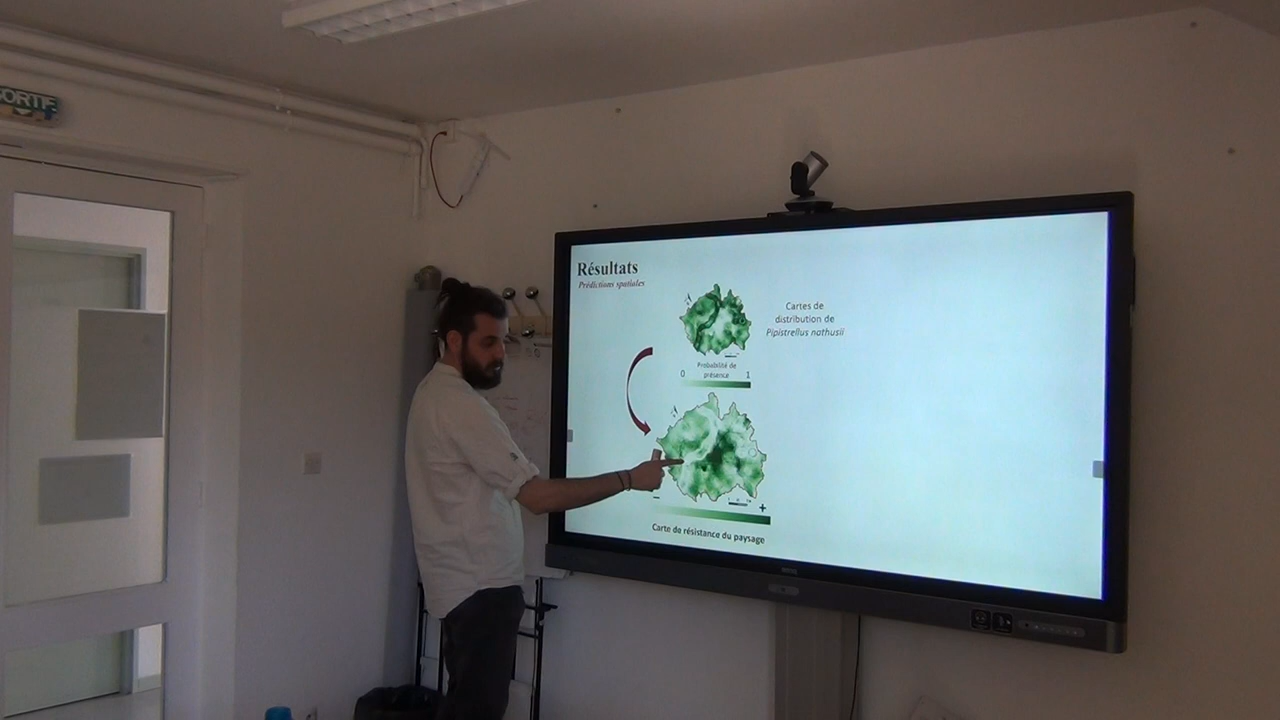 SORTIE
Résultats
Prédictions spatiales
Cartes de
distribution de
Pipistrellus nathusii
Probabilité de
0 présence 1
- +
Carte de résistance du paysage